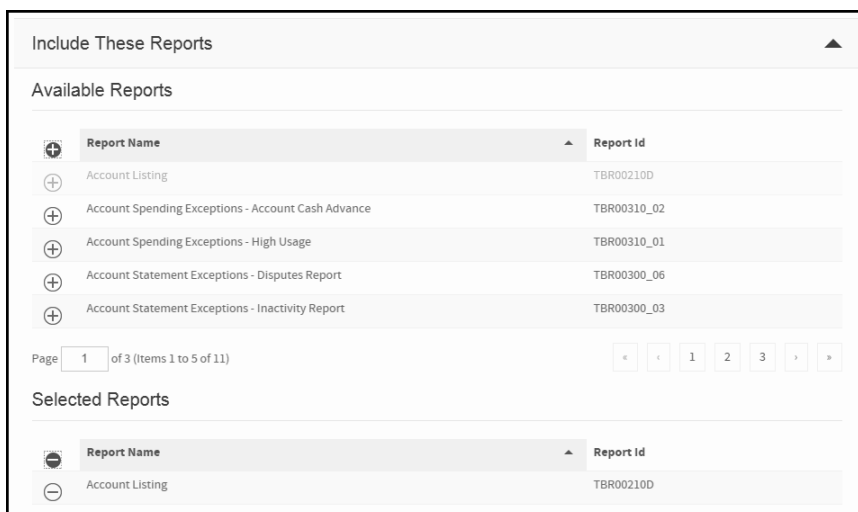 Include These Reports
Available Reports
Report Name Report Id
Account Listing TBR00210D
Account Spending Exceptions - Account Cash Advance TBR00310_02
Account Spending Exceptions - High Usage TBR00310_01
Account Statement Exceptions - Disputes Report TBR00300_06
Account Statement Exceptions - Inactivity Report TBR00300_03
Page 1 of 3 (Items 1 to 5 of 11) « ‹ 1 2 3 › »
Selected Reports
Report Name Report Id
Account Listing TBR00210D